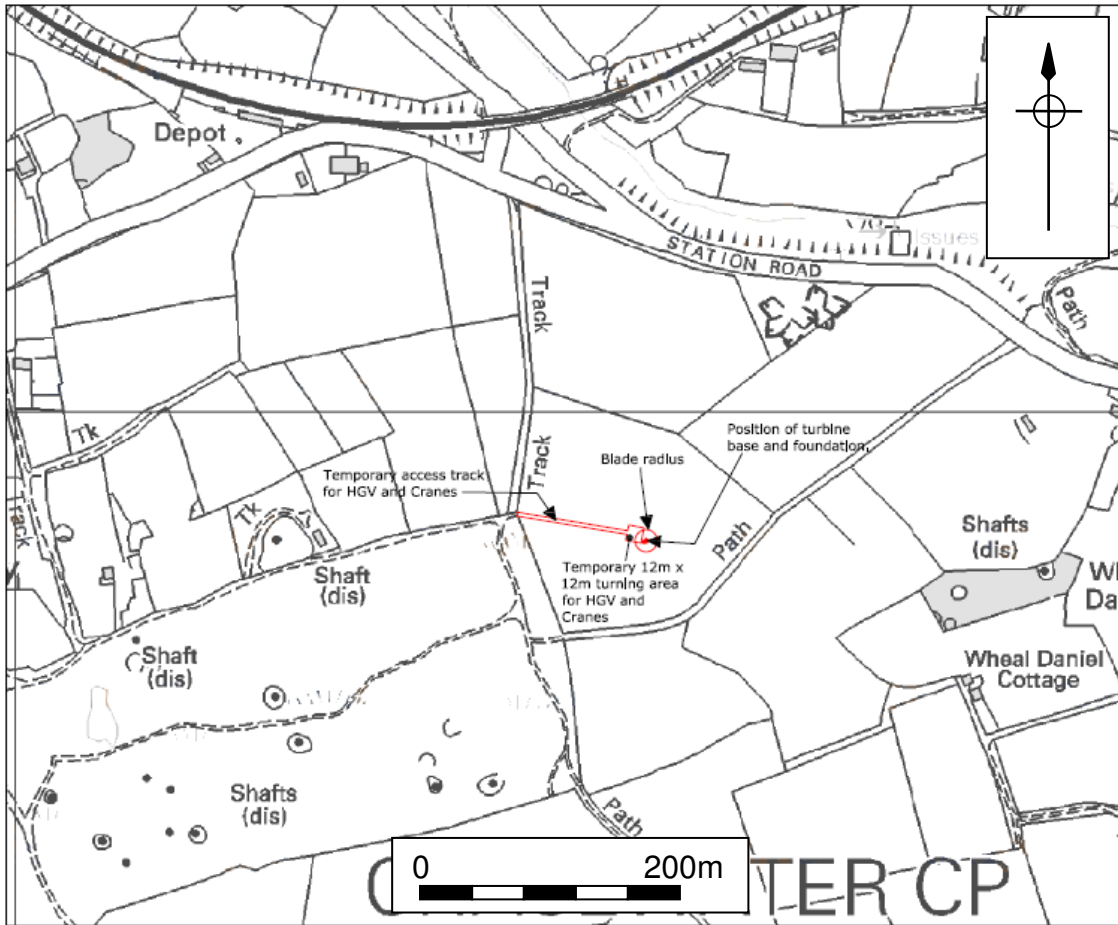 Depot
Issues
STATION ROAD
Path
Track
Tk
Track
Position of turbine
base and foundation,
Blade radius
Temporary access track
for HGV and Cranes
Tk
Path
Shafts
(dis)
Temporary 12m x
12m turning area
for HGV and
Cranes
Shaft
(dis)
Shaft
(dis)
Wheal Daniel
Cottage
Shafts
(dis)
Path
0 200m
TER CP